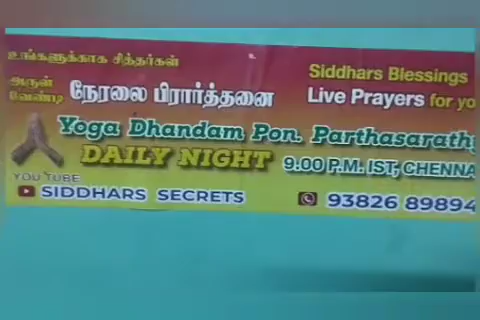 உங்களுக்காக சித்தர்கள்
அருள் வேண்டி நேரலை பிரார்த்தனை
Siddhars Blessings
Live Prayers for yo
Yoga Dhandam Pon. Parthasarathy
DAILY NIGHT 9.00 P.M. IST, CHENNA
YOU TUBE
SIDDHARS SECRETS
93826 89894